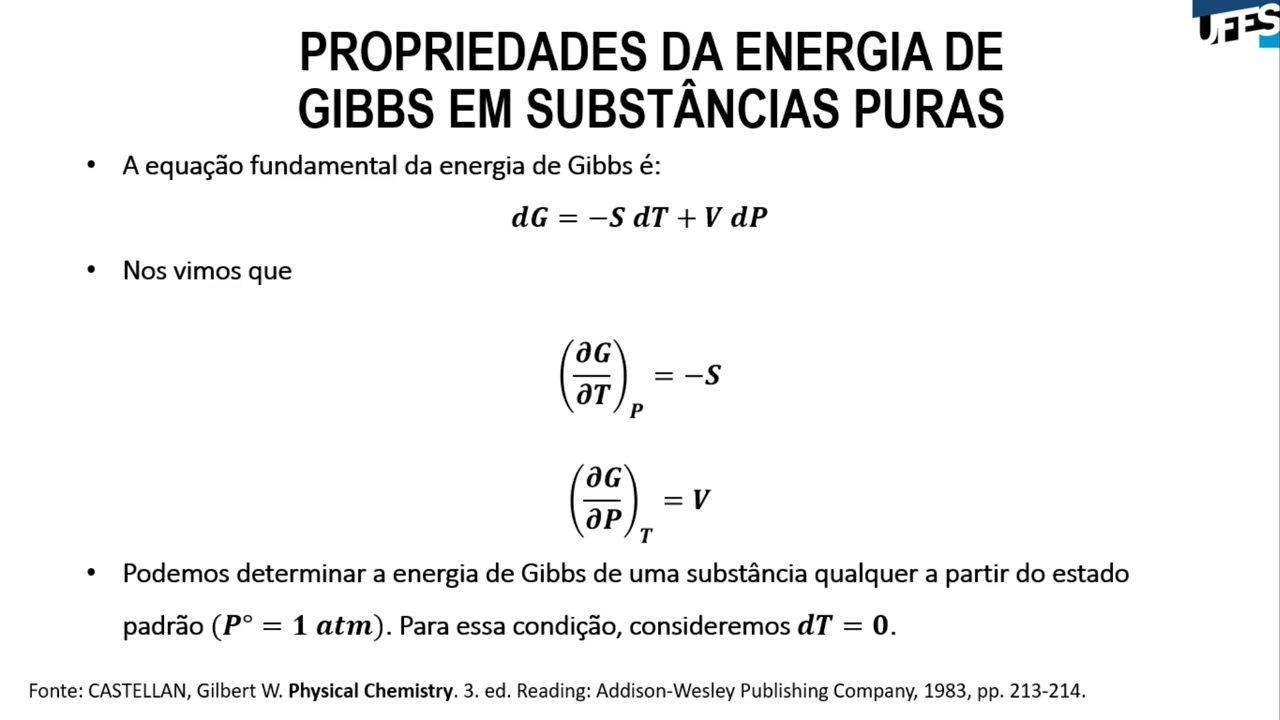 UFES
PROPRIEDADES DA ENERGIA DE
GIBBS EM SUBSTÂNCIAS PURAS
• A equação fundamental da energia de Gibbs é:
dG = −S dT + V dP
• Nos vimos que
(∂G/∂T)_P = −S
(∂G/∂P)_T = V
• Podemos determinar a energia de Gibbs de uma substância qualquer a partir do estado
padrão (P° = 1 atm). Para essa condição, consideremos dT = 0.
Fonte: CASTELLAN, Gilbert W. Physical Chemistry. 3. ed. Reading: Addison-Wesley Publishing Company, 1983, pp. 213-214.